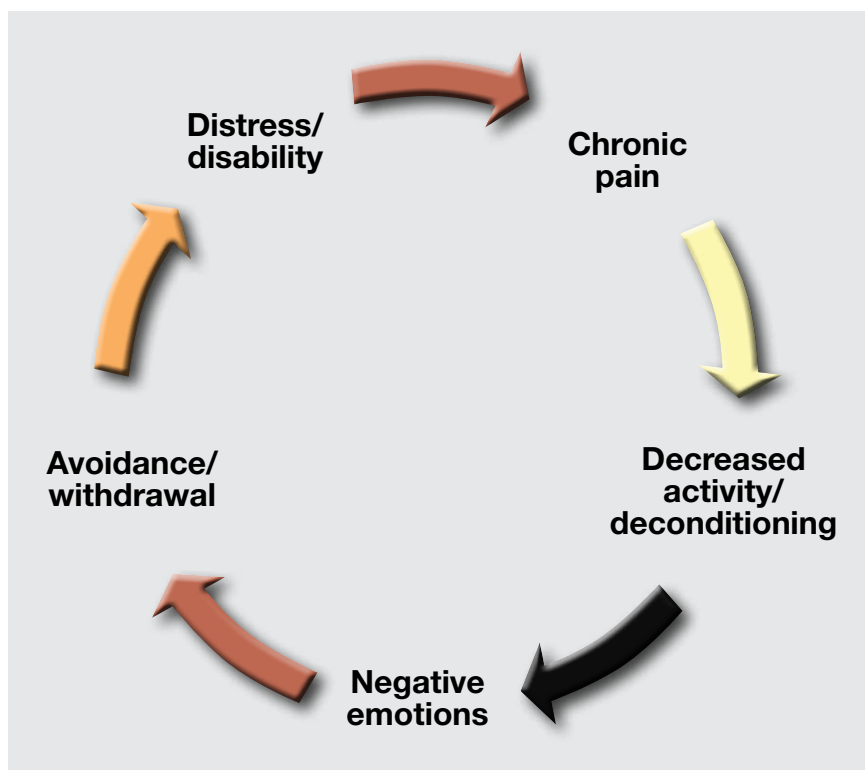 Distress/
disability
Chronic
pain
Decreased
activity/
deconditioning
Negative
emotions
Avoidance/
withdrawal